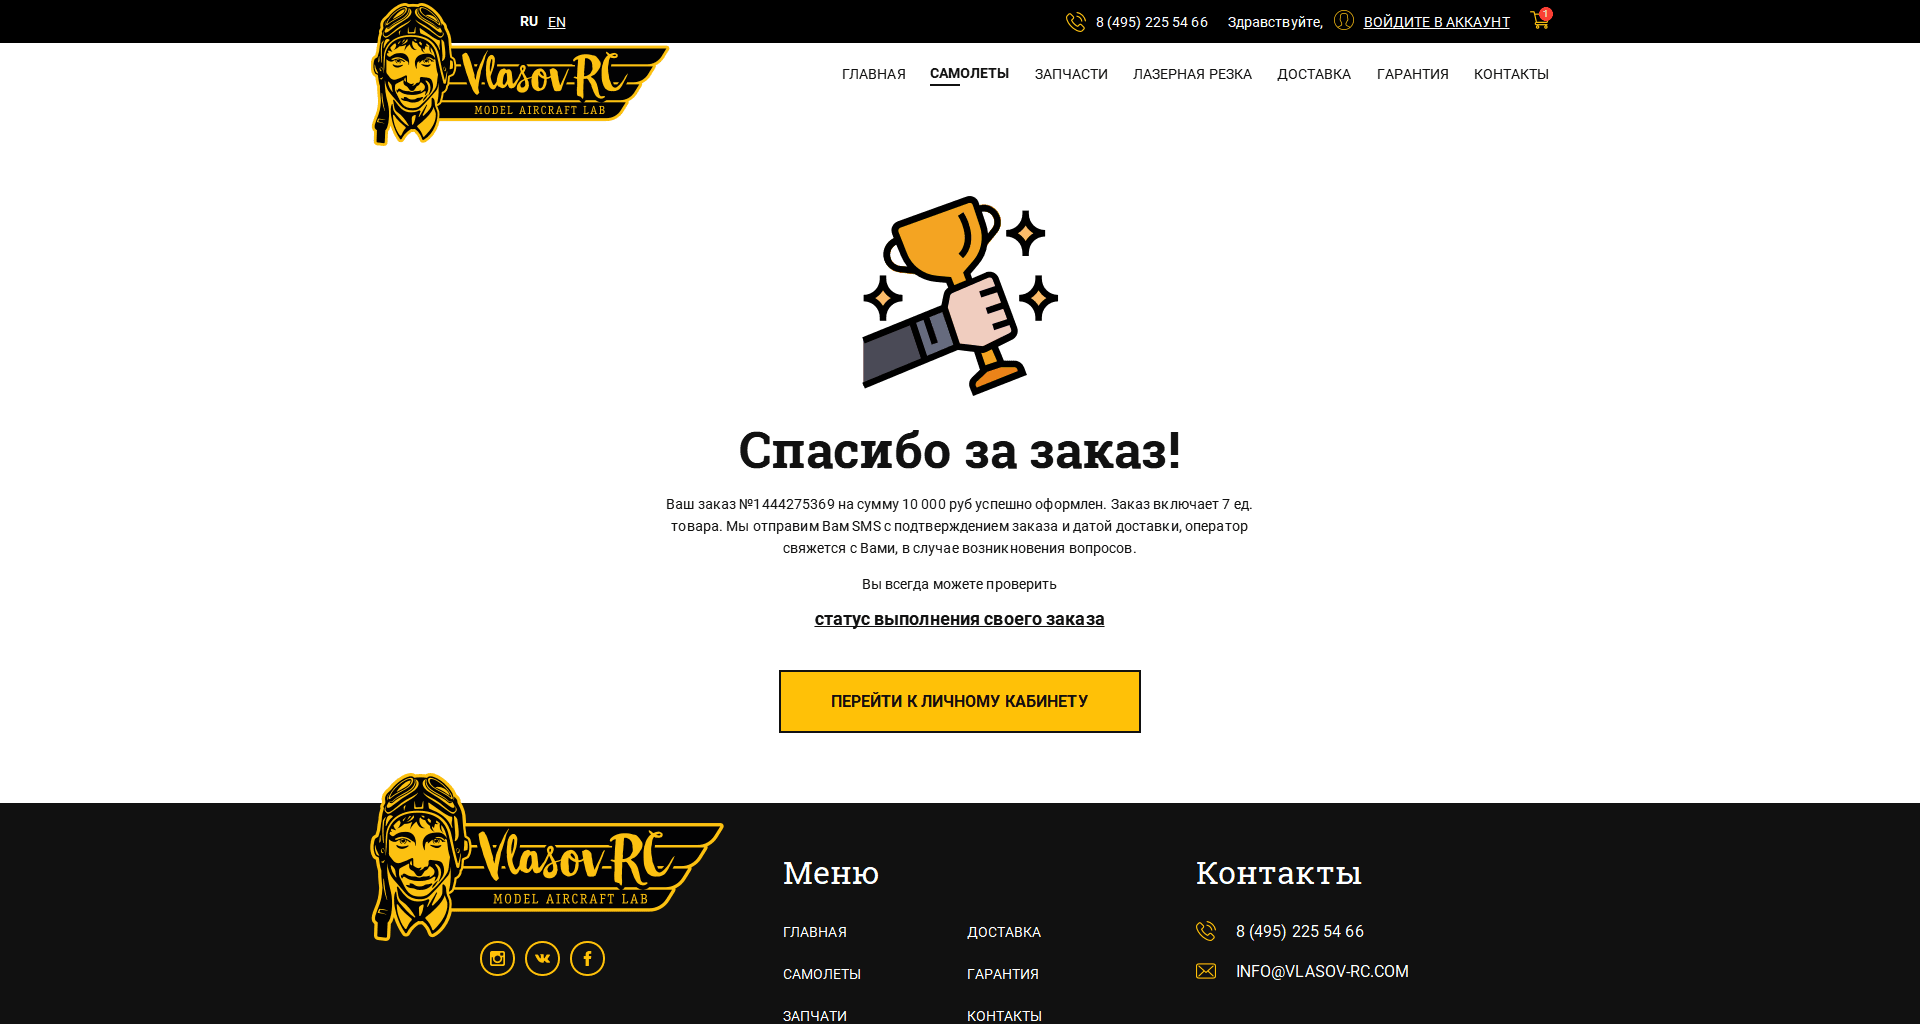 RU EN
8 (495) 225 54 66 Здравствуйте, ВОЙДИТЕ В АККАУНТ 1
Vlasov RC
MODEL AIRCRAFT LAB
ГЛАВНАЯ САМОЛЕТЫ ЗАПЧАСТИ ЛАЗЕРНАЯ РЕЗКА ДОСТАВКА ГАРАНТИЯ КОНТАКТЫ
Спасибо за заказ!
Ваш заказ №1444275369 на сумму 10 000 руб успешно оформлен. Заказ включает 7 ед.
товара. Мы отправим Вам SMS с подтверждением заказа и датой доставки, оператор
свяжется с Вами, в случае возникновения вопросов.
Вы всегда можете проверить
статус выполнения своего заказа
ПЕРЕЙТИ К ЛИЧНОМУ КАБИНЕТУ
Vlasov RC
MODEL AIRCRAFT LAB
Меню
ГЛАВНАЯ ДОСТАВКА
САМОЛЕТЫ ГАРАНТИЯ
ЗАПЧАТИ КОНТАКТЫ
Контакты
8 (495) 225 54 66
INFO@VLASOV-RC.COM